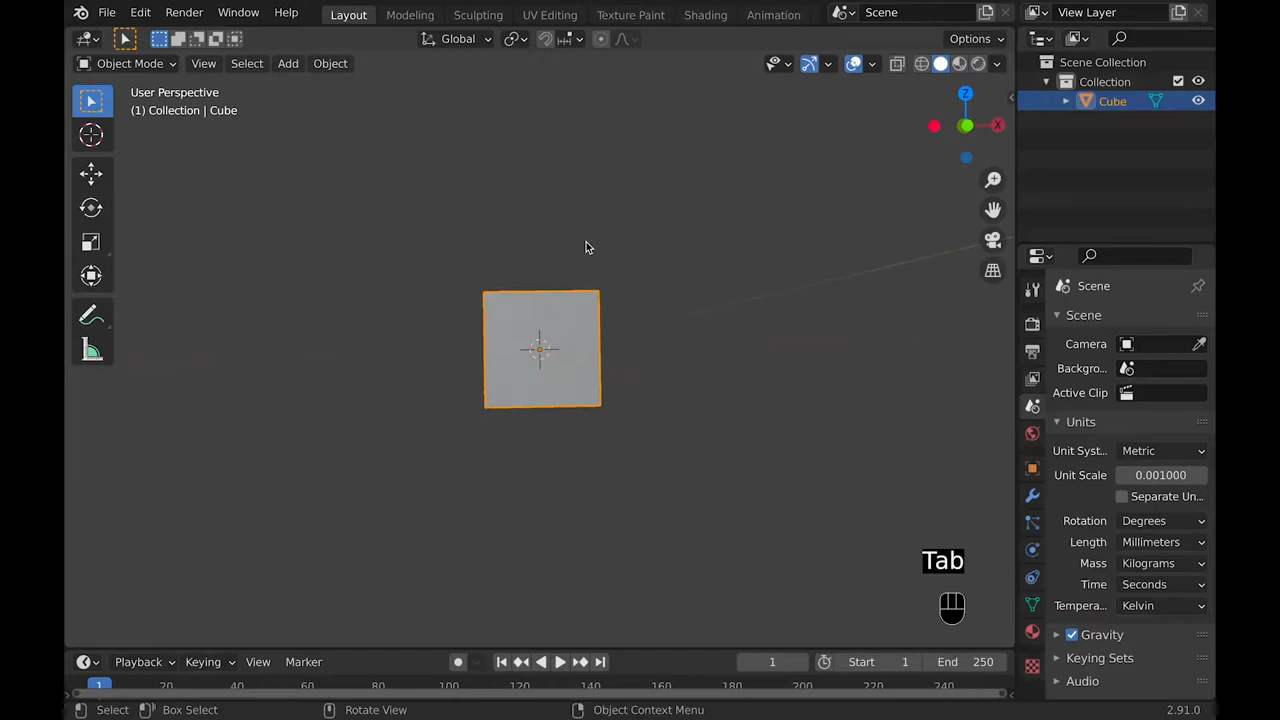 File Edit Render Window Help Layout Modeling Sculpting UV Editing Texture Paint Shading Animation Scene View Layer
Global Options
Object Mode View Select Add Object
User Perspective
(1) Collection | Cube
Z
X
Scene Collection
Collection
Cube
Scene
Scene
Camera
Backgro...
Active Clip
Units
Unit Syst... Metric
Unit Scale 0.001000
Separate Un...
Rotation Degrees
Length Millimeters
Mass Kilograms
Time Seconds
Tempera... Kelvin
Gravity
Keying Sets
Audio
Tab
Playback Keying View Marker 1 Start 1 End 250
1 20 40 60 80 100 120 140 160 180 200 220 240
Select Box Select Rotate View Object Context Menu 2.91.0